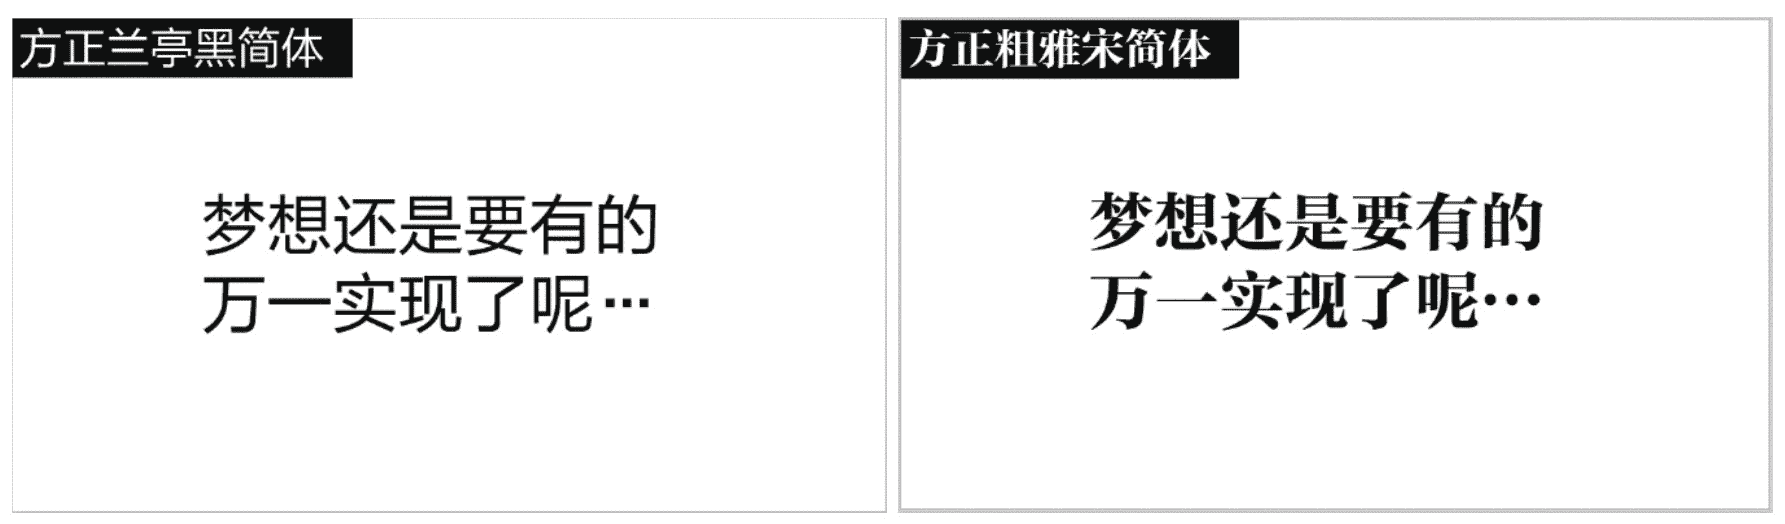 方正兰亭黑简体
梦想还是要有的
万一实现了呢…
方正粗雅宋简体
梦想还是要有的
万一实现了呢…